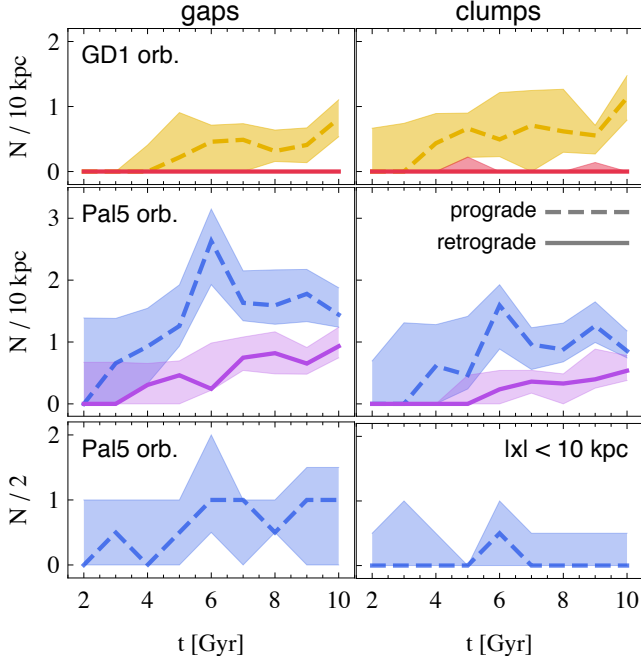 gaps clumps
GD1 orb.
N / 10 kpc
2
1
0
Pal5 orb.
prograde
retrograde
N / 10 kpc
3
2
1
0
Pal5 orb.
|x| < 10 kpc
N / 2
2
1
0
2 4 6 8 10 2 4 6 8 10
t [Gyr] t [Gyr]